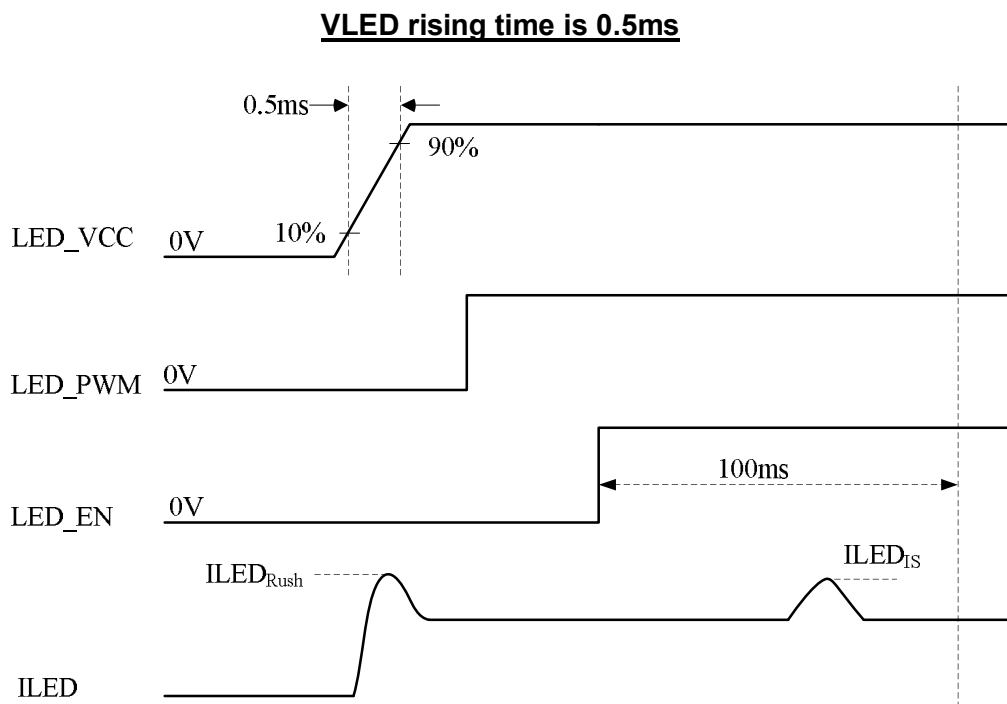 VLED rising time is 0.5ms
0.5ms
90%
LED_VCC 0V 10%
LED_PWM 0V
100ms
LED_EN 0V
ILEDRush
ILEDIS
ILED